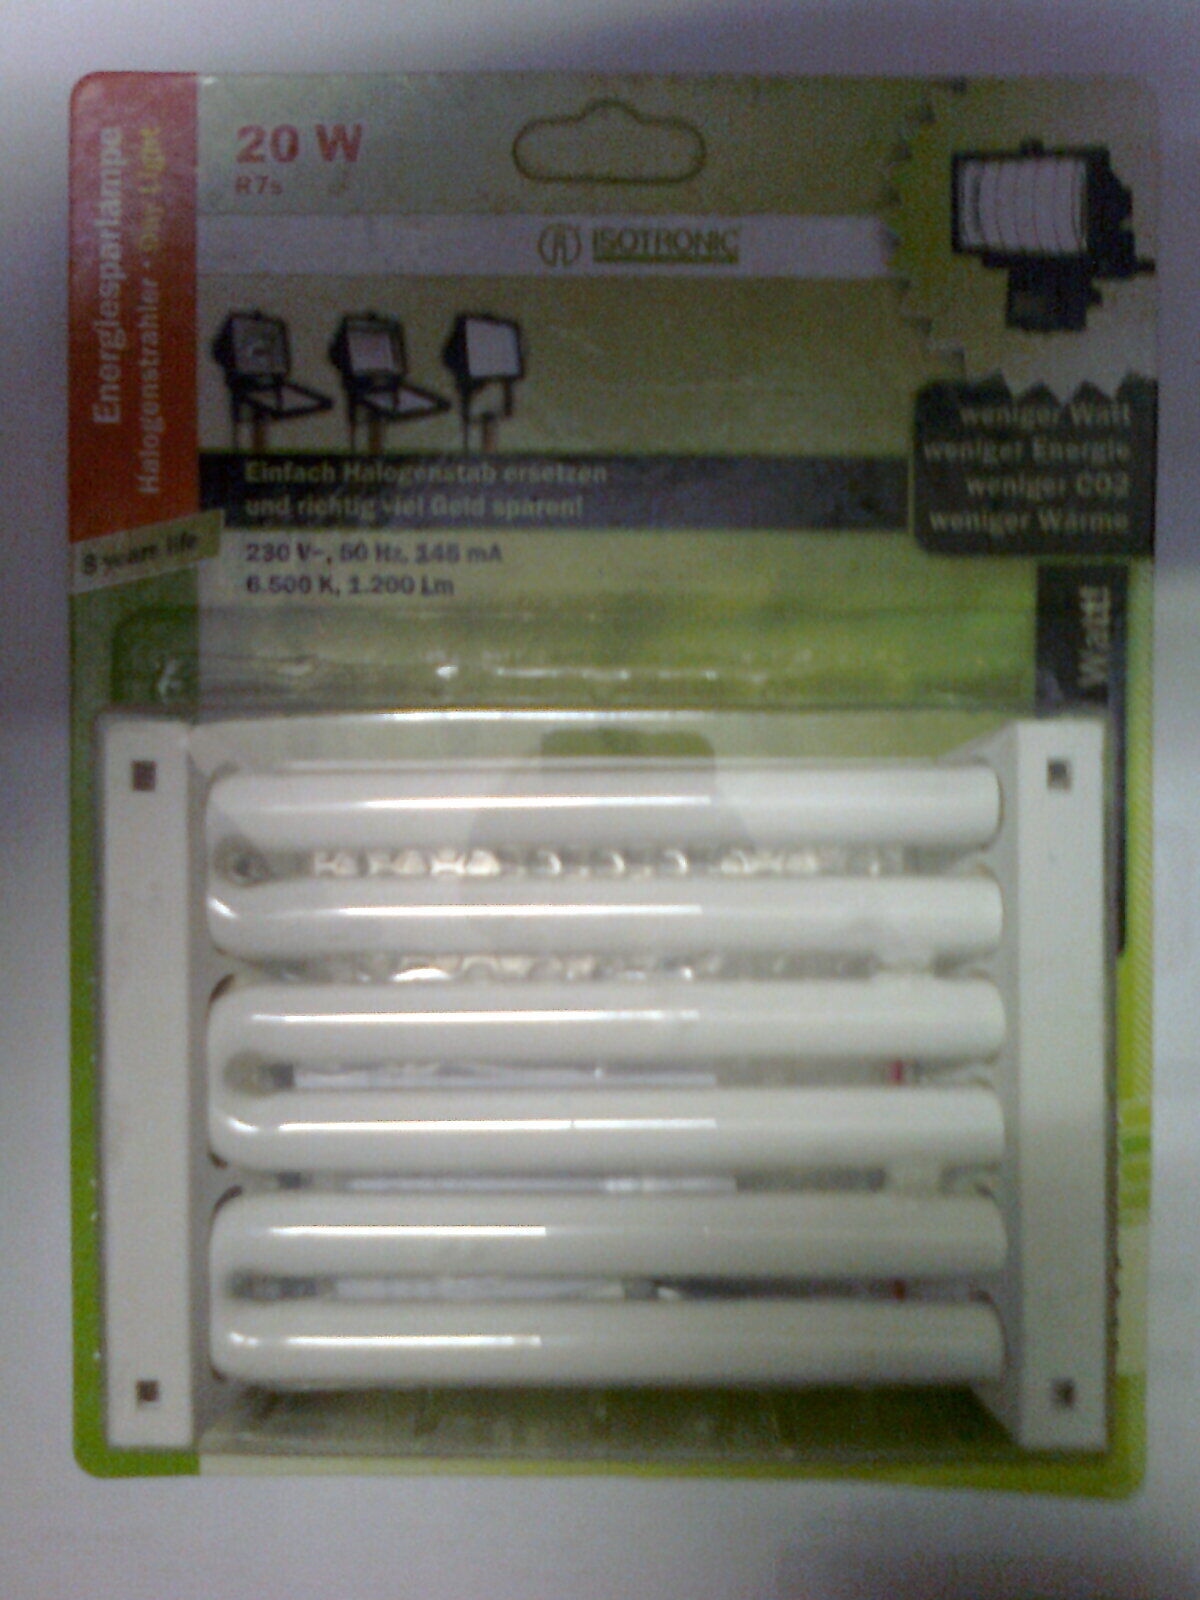 Energiesparlampe
Halogenstrahler • Day Light
20 W
R7s
ISOTRONIC
Einfach Halogenstab ersetzen
und richtig viel Geld sparen!
weniger Watt
weniger Energie
weniger CO2
weniger Wärme
8 years life
230 V~, 50 Hz, 145 mA
6.500 K, 1.200 Lm
Watt!